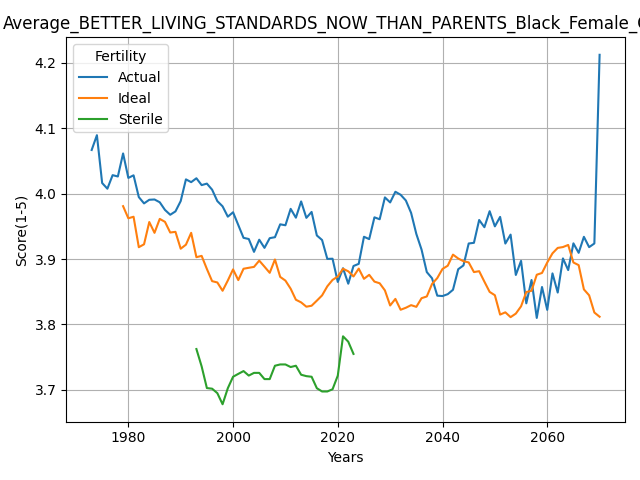 Average_BETTER_LIVING_STANDARDS_NOW_THAN_PARENTS_Black_Female_
Fertility
Actual
Ideal
Sterile
4.2
4.1
4.0
3.9
3.8
3.7
Score(1-5)
1980
2000
2020
2040
2060
Years